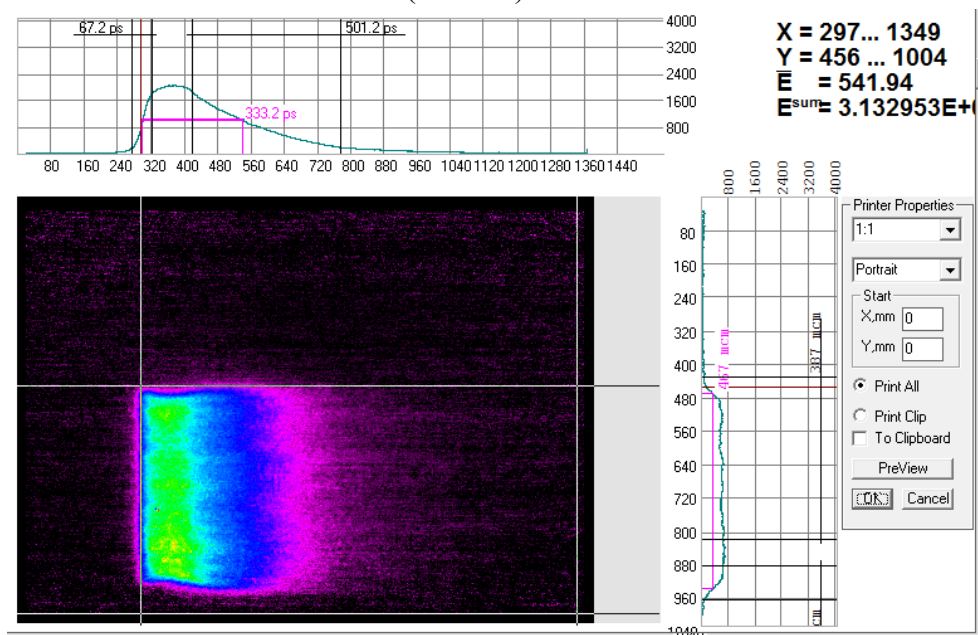 67.2 ps
501.2 ps
333.2 ps
4000
3200
2400
1600
800
80 160 240 320 400 480 560 640 720 800 880 960 1040 1120 1200 1280 1360 1440
X = 297... 1349
Y = 456 ... 1004
E = 541.94
Esum= 3.132953E+
800 1600 2400 3200 4000
80
160
240
320
400
480
560
640
720
800
880
960
1040
467 mcm
387 mcm
Printer Properties
1:1
Portrait
Start
X,mm 0
Y,mm 0
Print All
Print Clip
To Clipboard
PreView
OK Cancel